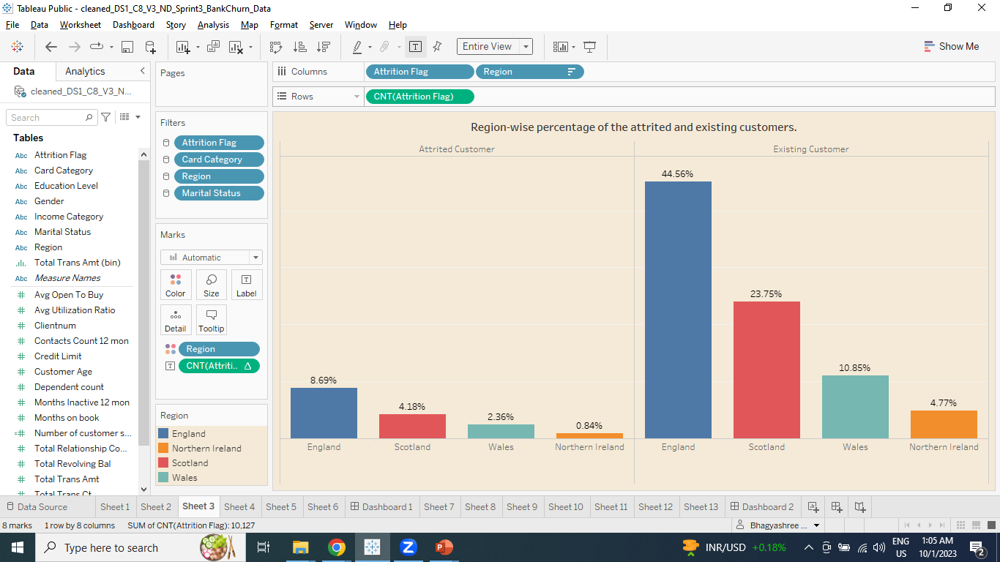 Tableau Public - cleaned_DS1_C8_V3_ND_Sprint3_BankChurn_Data
File Data Worksheet Dashboard Story Analysis Map Format Server Window Help
Entire View
Show Me
Data Analytics
cleaned_DS1_C8_V3_N...
Search
Tables
Abc Attrition Flag
Abc Card Category
Abc Education Level
Abc Gender
Abc Income Category
Abc Marital Status
Abc Region
Total Trans Amt (bin)
Abc Measure Names
# Avg Open To Buy
# Avg Utilization Ratio
# Clientnum
# Contacts Count 12 mon
# Credit Limit
# Customer Age
# Dependent count
# Months Inactive 12 mon
# Months on book
=# Number of customer s...
# Total Relationship Co...
# Total Revolving Bal
# Total Trans Amt
# Total Trans Ct
Pages
Filters
Attrition Flag
Card Category
Region
Marital Status
Marks
Automatic
Color Size Label
Detail Tooltip
Region
CNT(Attriti.. Δ
Region
England
Northern Ireland
Scotland
Wales
Columns Attrition Flag Region
Rows CNT(Attrition Flag)
Region-wise percentage of the attrited and existing customers.
Attrited Customer Existing Customer
44.56%
23.75%
10.85%
4.77%
8.69%
4.18%
2.36%
0.84%
England Scotland Wales Northern Ireland England Scotland Wales Northern Ireland
Data Source Sheet 1 Sheet 2 Sheet 3 Sheet 4 Sheet 5 Sheet 6 Dashboard 1 Sheet 7 Sheet 8 Sheet 9 Sheet 10 Sheet 11 Sheet 12 Sheet 13 Dashboard 2
8 marks 1 row by 8 columns SUM of CNT(Attrition Flag): 10,127 Bhagyashree ...
Type here to search
INR/USD +0.18%
ENG
US
1:05 AM
10/1/2023
2